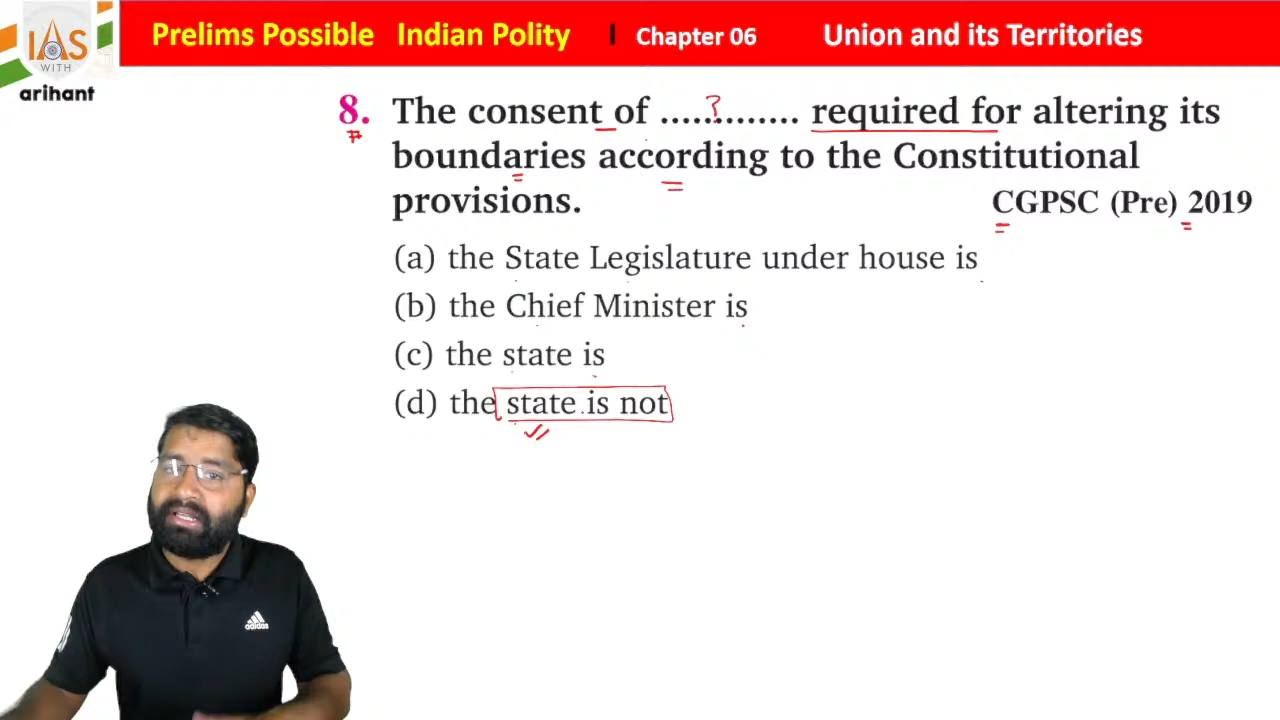 IAS
WITH
arihant
Prelims Possible Indian Polity | Chapter 06 Union and its Territories
8. The consent of ....?......... required for altering its
boundaries according to the Constitutional
provisions.
CGPSC (Pre) 2019
(a) the State Legislature under house is
(b) the Chief Minister is
(c) the state is
(d) the state is not
adidas